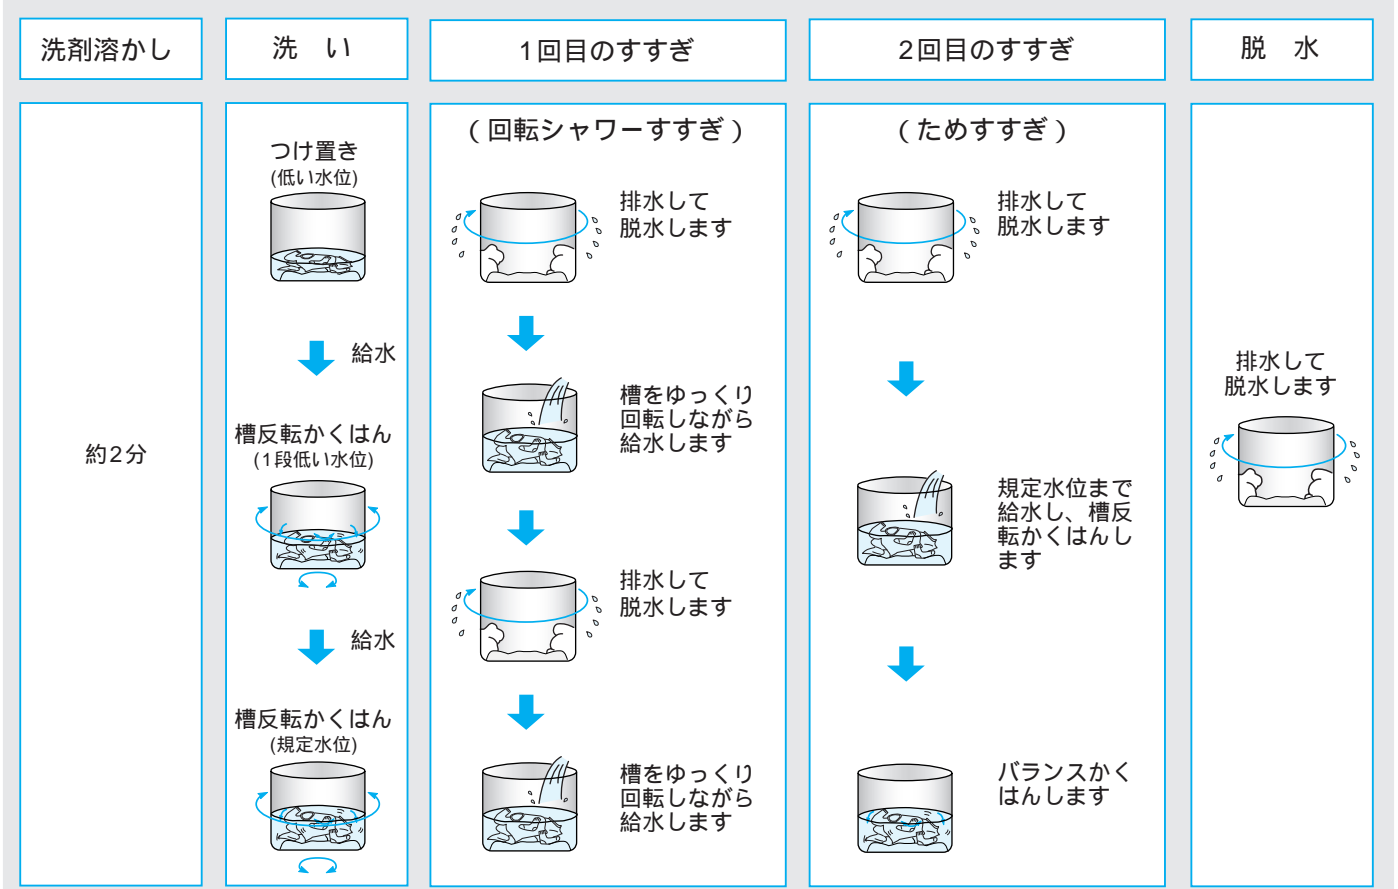 洗剤溶かし
洗　い
1回目のすすぎ
2回目のすすぎ
脱　水
約2分
つけ置き
(低い水位)
給水
槽反転かくはん
(1段低い水位)
給水
槽反転かくはん
(規定水位)
(回転シャワーすすぎ)
排水して
脱水します
槽をゆっくり
回転しながら
給水します
排水して
脱水します
槽をゆっくり
回転しながら
給水します
(ためすすぎ)
排水して
脱水します
規定水位まで
給水し、槽反
転かくはんし
ます
バランスかく
はんします
排水して
脱水します